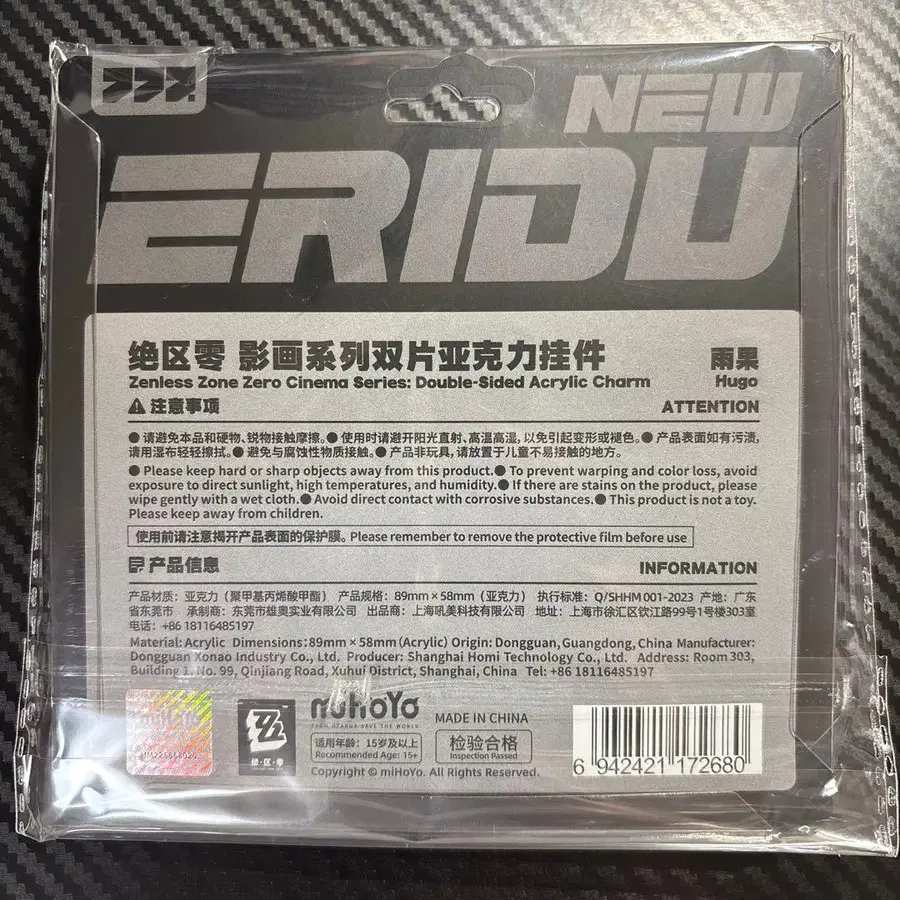 NEW
ERIDU
绝区零 影画系列双片亚克力挂件 雨果
Zenless Zone Zero Cinema Series: Double-Sided Acrylic Charm Hugo
注意事项 ATTENTION
● 请避免本品和硬物、锐物接触摩擦。● 使用时请避开阳光直射、高温高湿，以免引起变形或褪色。● 产品表面如有污渍，
请用湿布轻轻擦拭。● 避免与腐蚀性物质接触。● 产品非玩具，请放置于儿童不易接触的地方。
● Please keep hard or sharp objects away from this product.● To prevent warping and color loss, avoid
exposure to direct sunlight, high temperatures, and humidity.● If there are stains on the product, please
wipe gently with a wet cloth.● Avoid direct contact with corrosive substances.● This product is not a toy.
Please keep away from children.
使用前请注意揭开产品表面的保护膜。Please remember to remove the protective film before use
产品信息 INFORMATION
产品材质：亚克力（聚甲基丙烯酸甲酯） 产品规格：89mm×58mm（亚克力） 执行标准：Q/SHHM 001-2023 产地：广东
省东莞市 承制商：东莞市雄奥实业有限公司 出品商：上海吼美科技有限公司 地址：上海市徐汇区钦江路99号1号楼303室
电话：+86 18116485197
Material: Acrylic Dimensions:89mm×58mm(Acrylic) Origin: Dongguan, Guangdong, China Manufacturer:
Dongguan Xonao Industry Co., Ltd. Producer: Shanghai Homi Technology Co., Ltd. Address: Room 303,
Building 1. No. 99, Qinjiang Road, Xuhui District, Shanghai, China Tel: +86 18116485197
miHoYo
TECH OTAKUS SAVE THE WORLD
MADE IN CHINA
绝·区·零
适用年龄：15岁及以上
Recommended Age: 15+
检验合格
Inspection Passed
Copyright © miHoYo. All Rights Reserved.
6 942421 172680